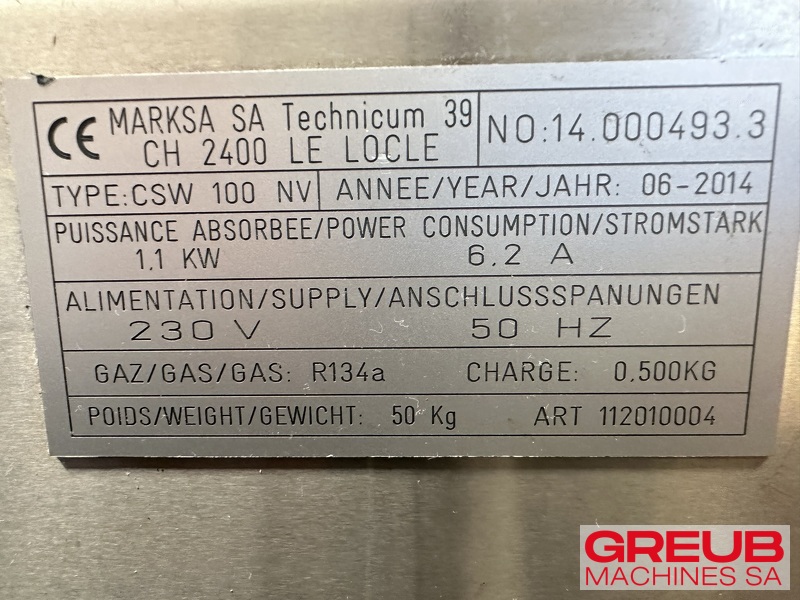 CE MARKSA SA Technicum 39
CH 2400 LE LOCLE
NO:14.000493.3
TYPE:CSW 100 NV
ANNEE/YEAR/JAHR: 06-2014
PUISSANCE ABSORBEE/POWER CONSUMPTION/STROMSTARK
1,1 KW 6,2 A
ALIMENTATION/SUPPLY/ANSCHLUSSSPANUNGEN
230 V 50 HZ
GAZ/GAS/GAS: R134a CHARGE: 0,500KG
POIDS/WEIGHT/GEWICHT: 50 Kg ART 112010004
GREUB
MACHINES SA